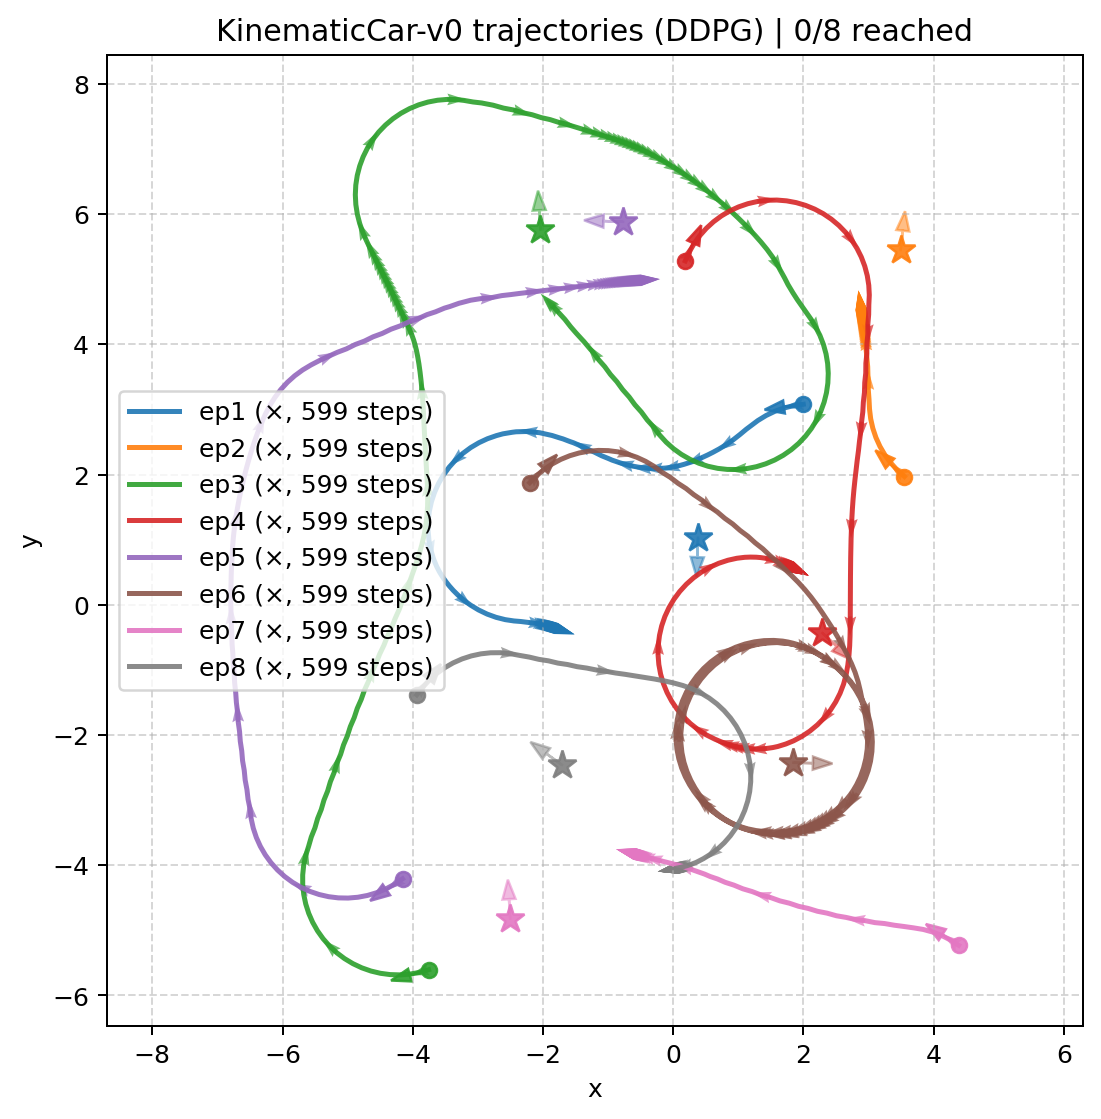 KinematicCar-v0 trajectories (DDPG) | 0/8 reached
8
6
4
2
0
−2
−4
−6
y
ep1 (×, 599 steps)
ep2 (×, 599 steps)
ep3 (×, 599 steps)
ep4 (×, 599 steps)
ep5 (×, 599 steps)
ep6 (×, 599 steps)
ep7 (×, 599 steps)
ep8 (×, 599 steps)
−8 −6 −4 −2 0 2 4 6
x